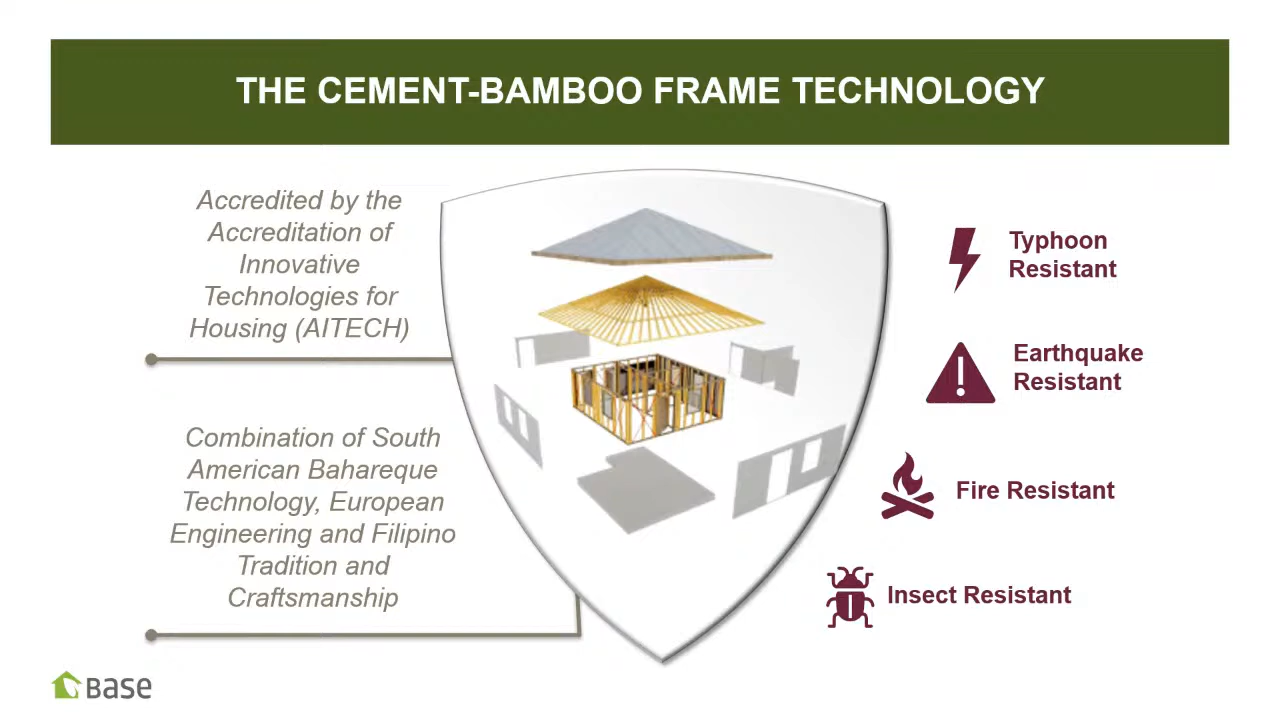 THE CEMENT-BAMBOO FRAME TECHNOLOGY
Accredited by the
Accreditation of
Innovative
Technologies for
Housing (AITECH)
Combination of South
American Bahareque
Technology, European
Engineering and Filipino
Tradition and
Craftsmanship
Typhoon
Resistant
Earthquake
Resistant
Fire Resistant
Insect Resistant
BASE